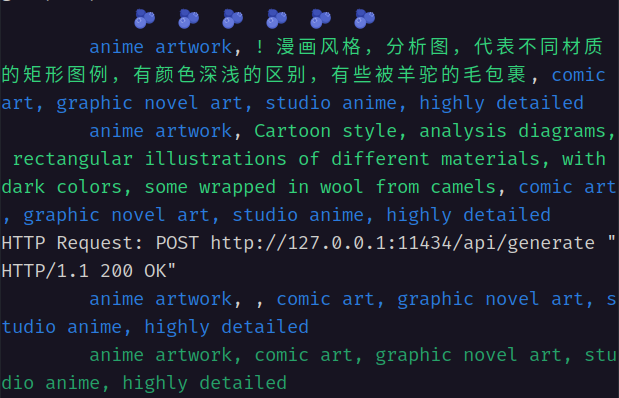 🫐 🫐 🫐 🫐 🫐 🫐
anime artwork, ！漫画风格，分析图，代表不同材质
的矩形图例，有颜色深浅的区别，有些被羊驼的毛包裹, comic
art, graphic novel art, studio anime, highly detailed
anime artwork, Cartoon style, analysis diagrams,
rectangular illustrations of different materials, with
dark colors, some wrapped in wool from camels, comic art
, graphic novel art, studio anime, highly detailed
HTTP Request: POST http://127.0.0.1:11434/api/generate "
HTTP/1.1 200 OK"
anime artwork, , comic art, graphic novel art, s
tudio anime, highly detailed
anime artwork, comic art, graphic novel art, stu
dio anime, highly detailed